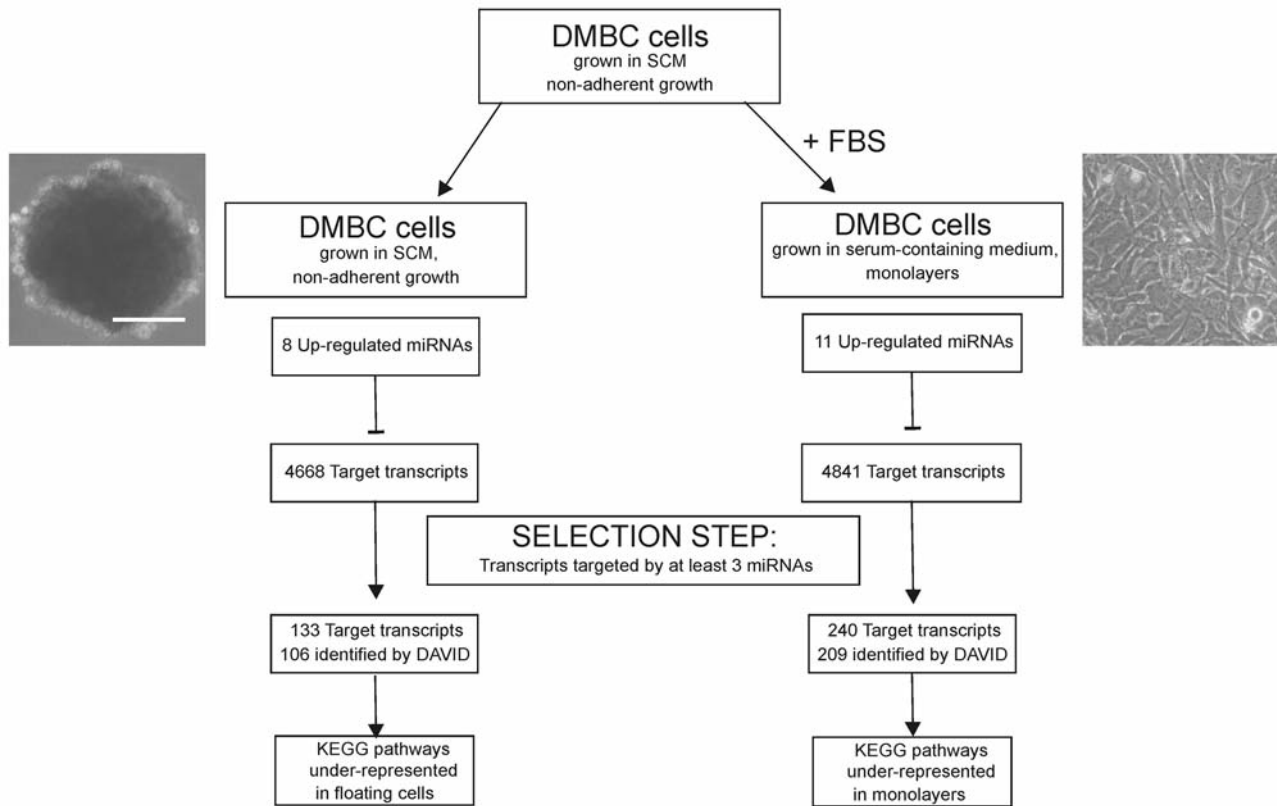 DMBC cells
grown in SCM
non-adherent growth
+ FBS
DMBC cells
grown in SCM,
non-adherent growth
DMBC cells
grown in serum-containing medium,
monolayers
8 Up-regulated miRNAs
11 Up-regulated miRNAs
4668 Target transcripts
4841 Target transcripts
SELECTION STEP:
Transcripts targeted by at least 3 miRNAs
133 Target transcripts
106 identified by DAVID
240 Target transcripts
209 identified by DAVID
KEGG pathways
under-represented
in floating cells
KEGG pathways
under-represented
in monolayers